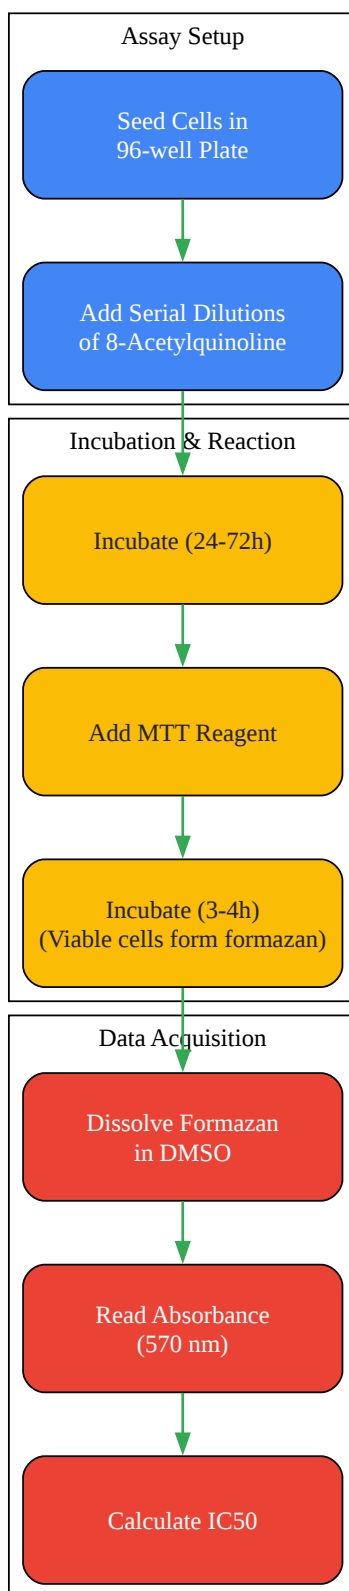 Assay Setup
Seed Cells in
96-well Plate
Add Serial Dilutions
of 8-Acetylquinoline
Incubation & Reaction
Incubate (24-72h)
Add MTT Reagent
Incubate (3-4h)
(Viable cells form formazan)
Data Acquisition
Dissolve Formazan
in DMSO
Read Absorbance
(570 nm)
Calculate IC50